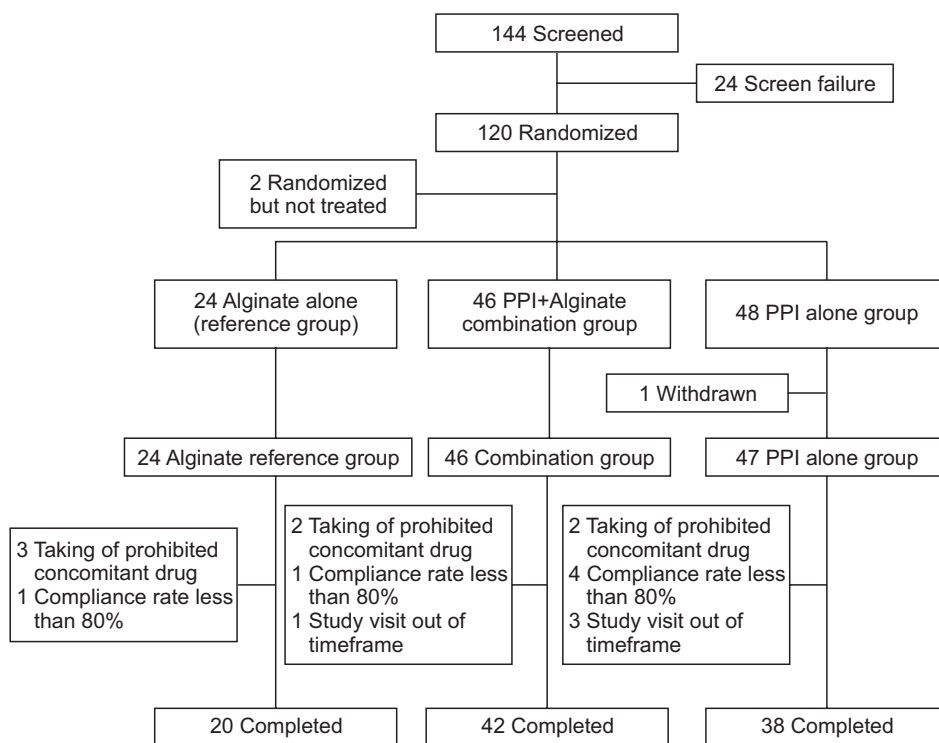 144 Screened
24 Screen failure
120 Randomized
2 Randomized
but not treated
24 Alginate alone
(reference group)
46 PPI+Alginate
combination group
48 PPI alone group
1 Withdrawn
24 Alginate reference group
46 Combination group
47 PPI alone group
3 Taking of prohibited
concomitant drug
1 Compliance rate less
than 80%
2 Taking of prohibited
concomitant drug
1 Compliance rate less
than 80%
1 Study visit out of
timeframe
2 Taking of prohibited
concomitant drug
4 Compliance rate less
than 80%
3 Study visit out of
timeframe
20 Completed
42 Completed
38 Completed